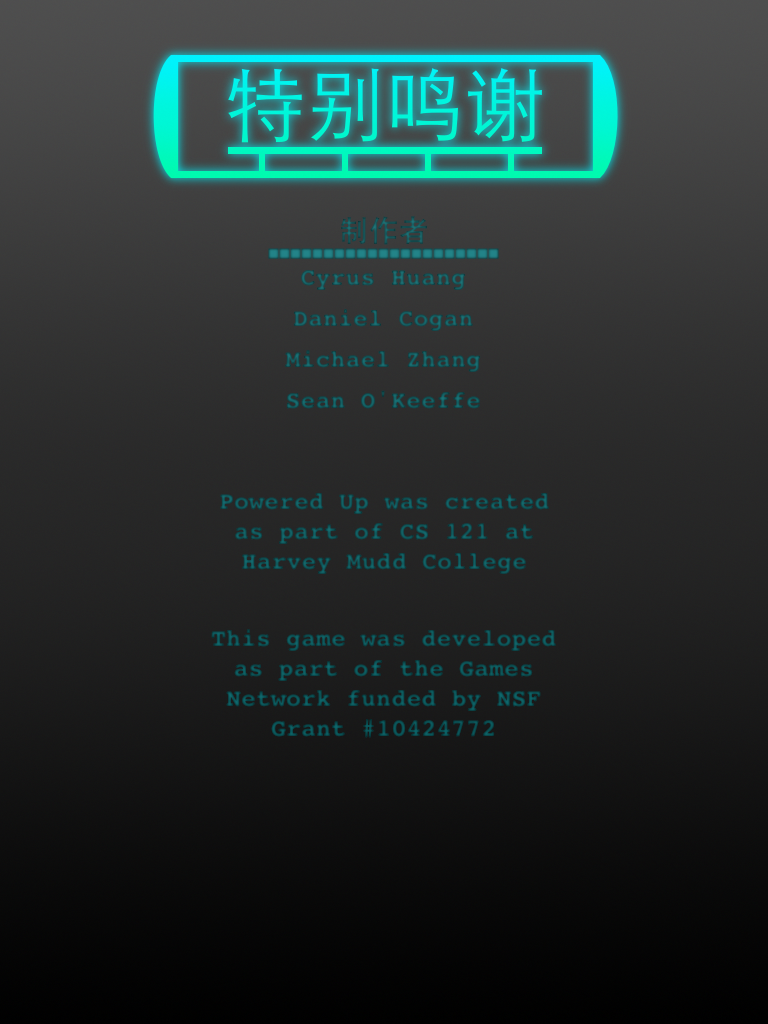 特别鸣谢
制作者
Cyrus Huang
Daniel Cogan
Michael Zhang
Sean O`Keeffe
Powered Up was created
as part of CS 121 at
Harvey Mudd College
This game was developed
as part of the Games
Network funded by NSF
Grant #10424772